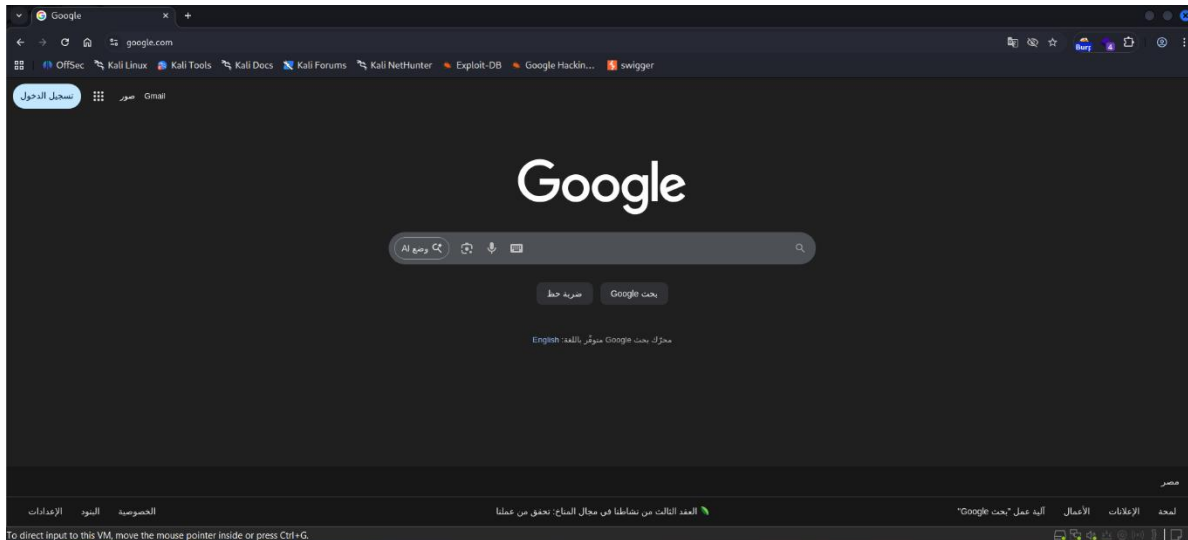 Google
google.com
Burp
4
OffSec Kali Linux Kali Tools Kali Docs Kali Forums Kali NetHunter Exploit-DB Google Hackin... swigger
تسجيل الدخول صور Gmail
Google
وضع AI
بحث Google ضربة حظ
محرّك بحث Google متوفّر باللغة: English
مصر
لمحة الإعلانات الأعمال آلية عمل "بحث Google" العقد الثالث من نشاطنا في مجال المناخ: تحقق من عملنا الخصوصية البنود الإعدادات
To direct input to this VM, move the mouse pointer inside or press Ctrl+G.